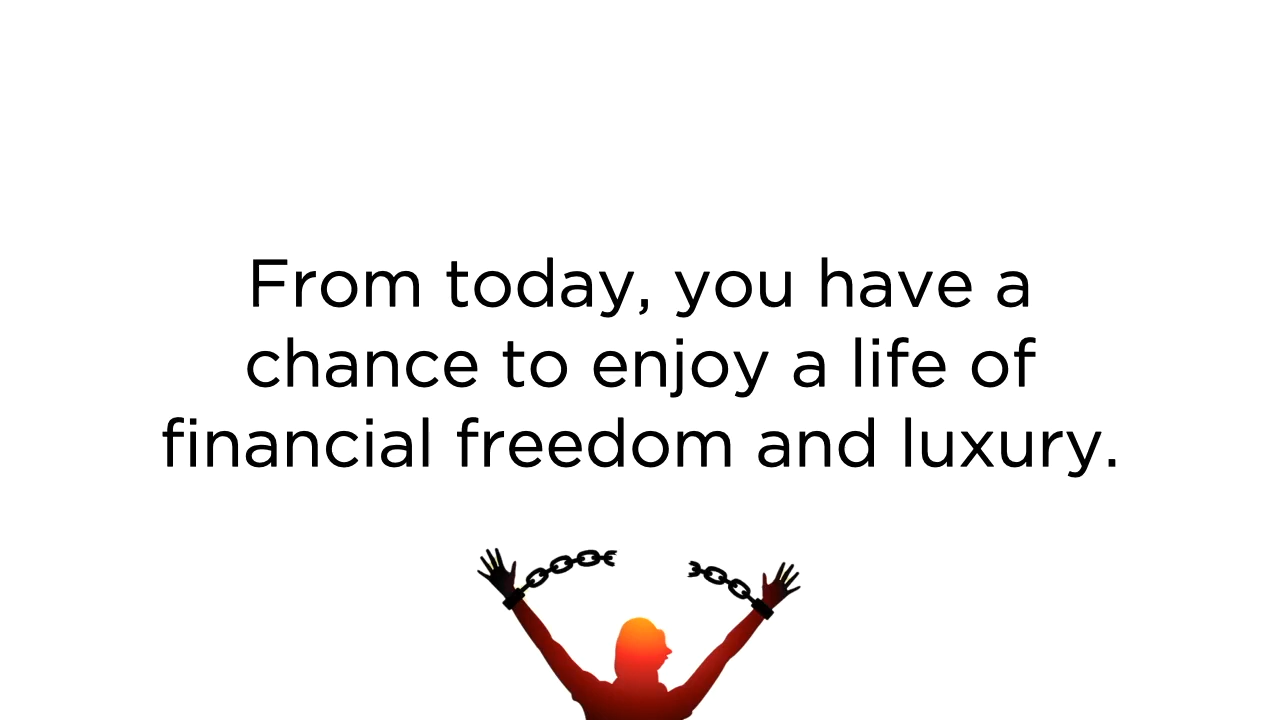 From today, you have a
chance to enjoy a life of
financial freedom and luxury.